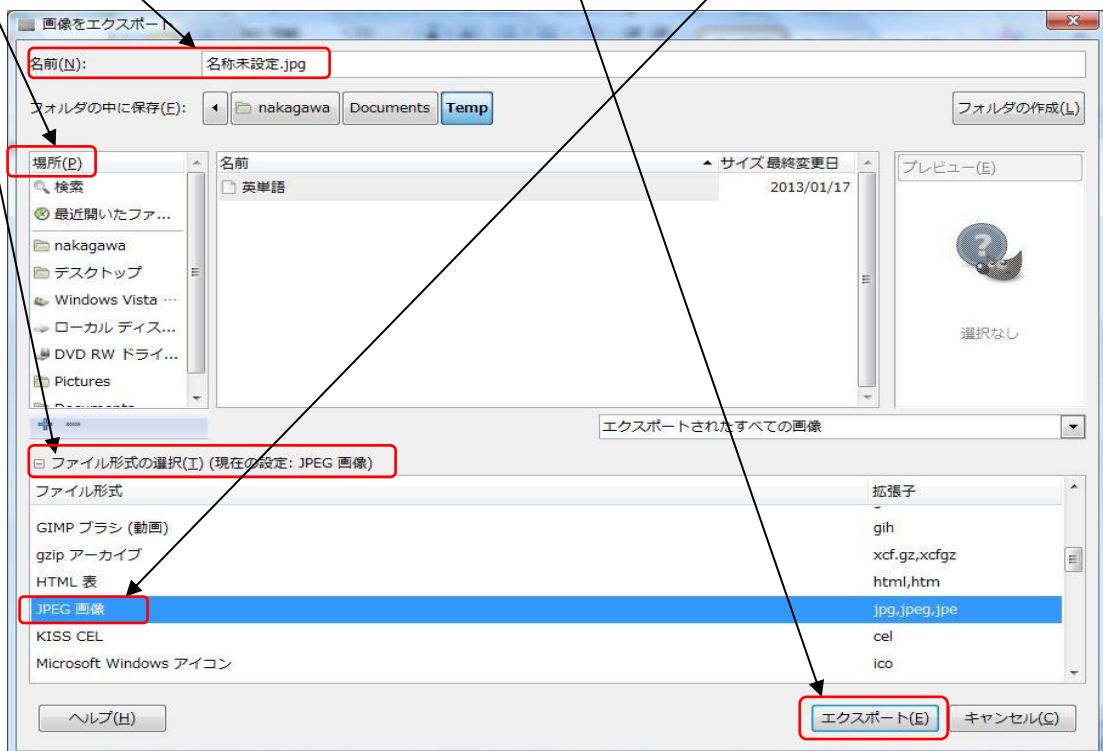 画像をエクスポート
名前(N): 名称未設定.jpg
フォルダの中に保存(F): nakagawa Documents Temp フォルダの作成(L)
場所(P) 名前 サイズ 最終変更日 プレビュー(E)
検索 英単語 2013/01/17
最近開いたファ...
nakagawa
デスクトップ
Windows Vista ...
ローカル ディス...
選択なし
DVD RW ドライ...
Pictures
エクスポートされたすべての画像
ファイル形式の選択(T) (現在の設定: JPEG 画像)
ファイル形式 拡張子
GIMP ブラシ (動画) gih
gzip アーカイブ xcf.gz,xcfgz
HTML 表 html,htm
JPEG 画像 jpg,jpeg,jpe
KISS CEL cel
Microsoft Windows アイコン ico
ヘルプ(H) エクスポート(E) キャンセル(C)